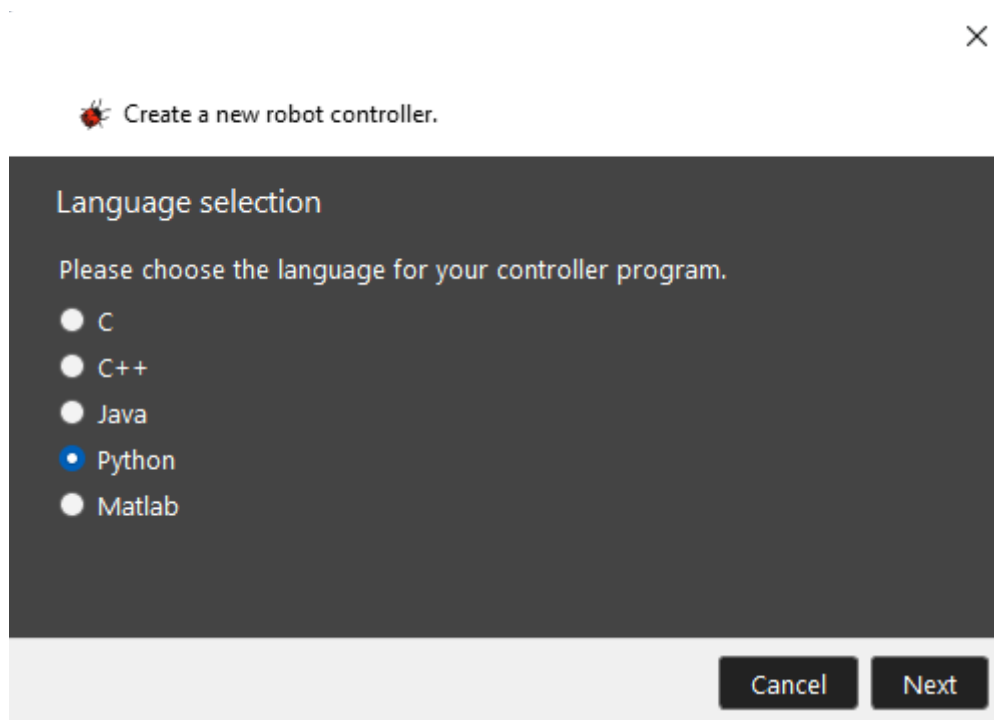 Create a new robot controller.
Language selection
Please choose the language for your controller program.
C
C++
Java
Python
Matlab
Cancel Next